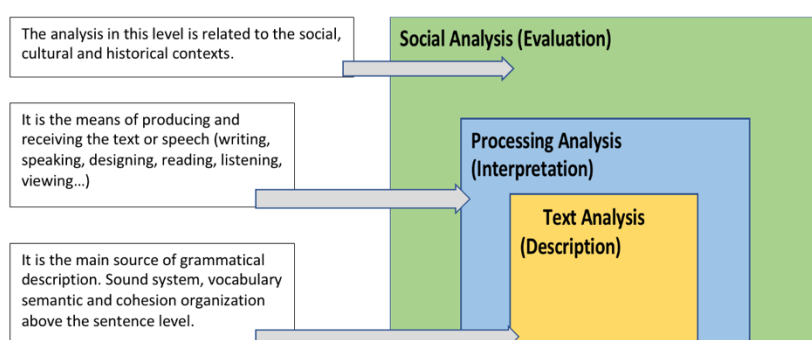 The analysis in this level is related to the social,
cultural and historical contexts.
Social Analysis (Evaluation)
It is the means of producing and
receiving the text or speech (writing,
speaking, designing, reading, listening,
viewing...)
Processing Analysis
(Interpretation)
Text Analysis
(Description)
It is the main source of grammatical
description. Sound system, vocabulary
semantic and cohesion organization
above the sentence level.